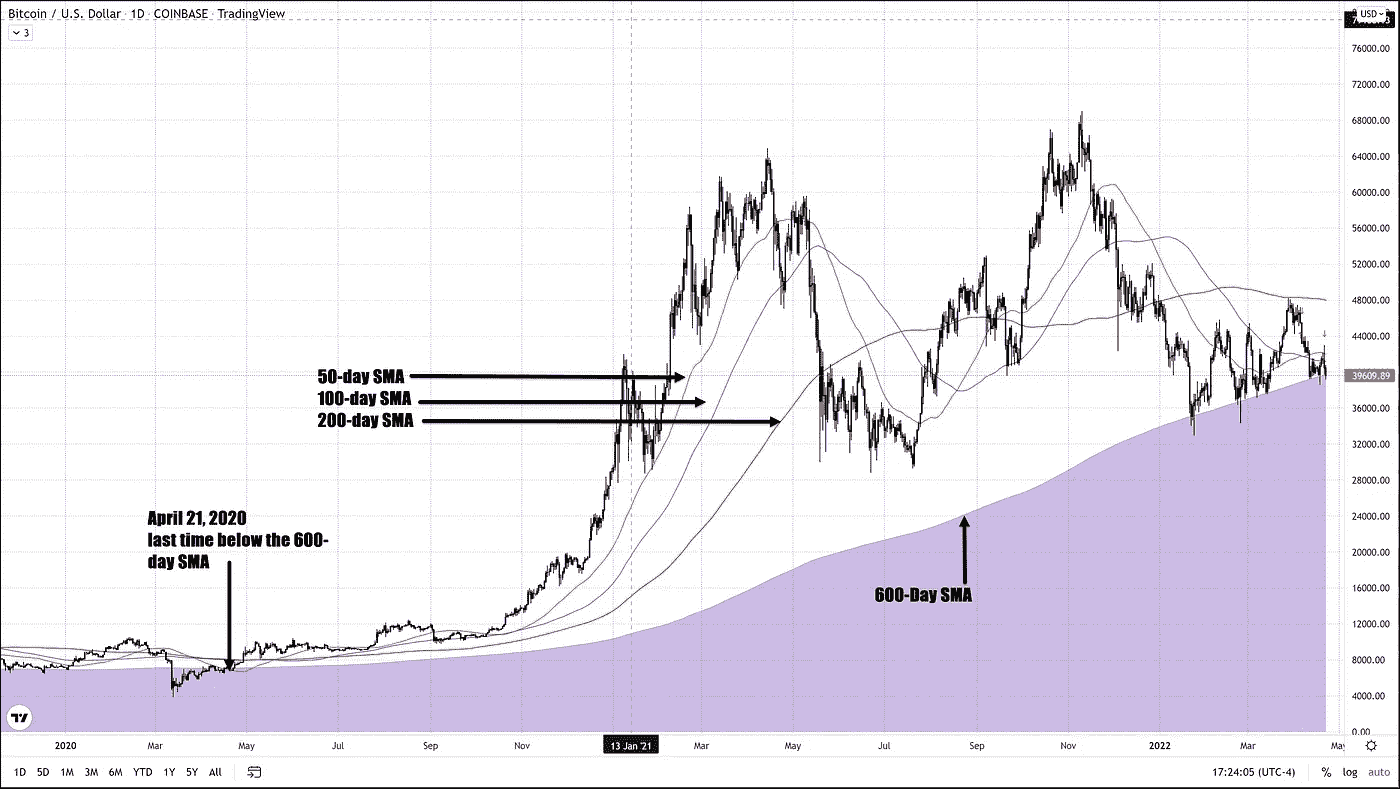 Bitcoin / U.S. Dollar · 1D · COINBASE · TradingView
3
USD
76000.00
72000.00
68000.00
64000.00
60000.00
56000.00
52000.00
48000.00
44000.00
39609.89
36000.00
32000.00
28000.00
24000.00
20000.00
16000.00
12000.00
8000.00
4000.00
0.00
50-day SMA
100-day SMA
200-day SMA
April 21, 2020
last time below the 600-
day SMA
600-Day SMA
TV
2020 Mar May Jul Sep Nov 13 Jan '21 Mar May Jul Sep Nov 2022 Mar
1D 5D 1M 3M 6M YTD 1Y 5Y All 17:24:05 (UTC-4) % log auto